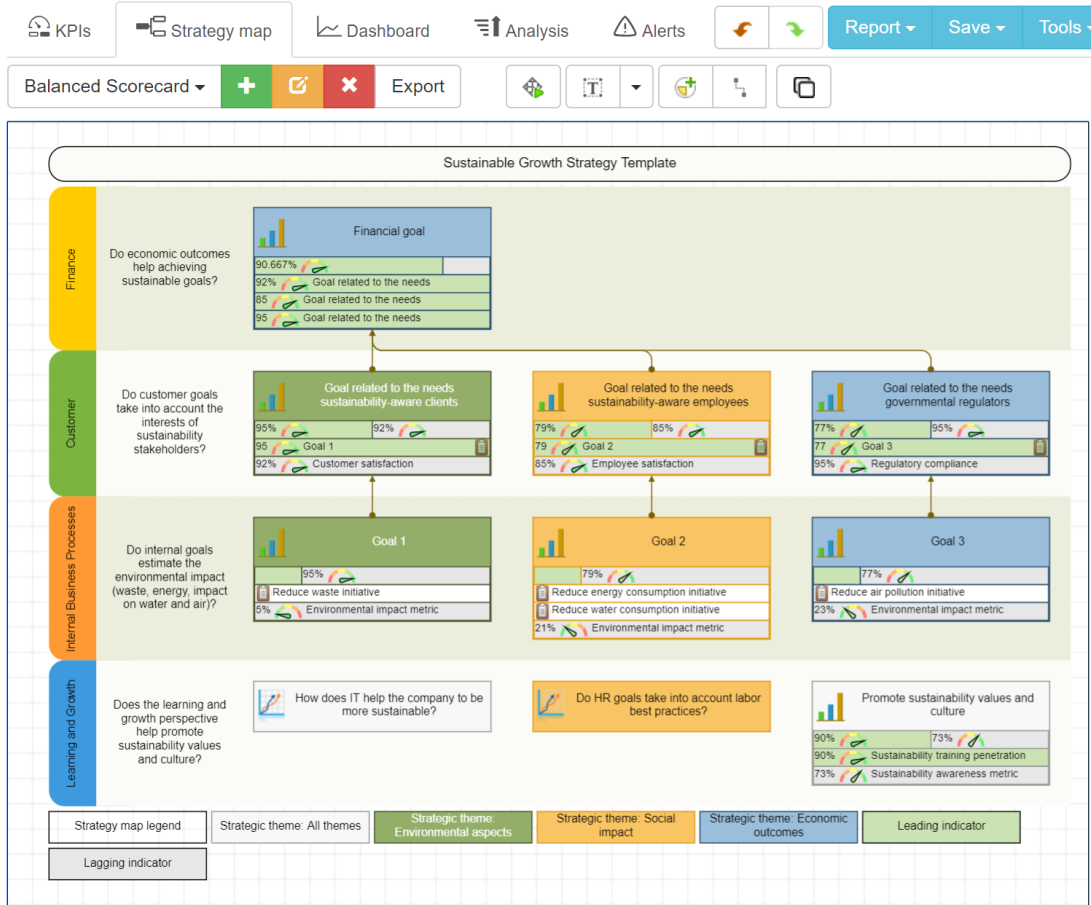 KPIs
Strategy map
Dashboard
Analysis
Alerts
Report
Save
Tools
Balanced Scorecard
Export
Sustainable Growth Strategy Template
Finance
Do economic outcomes
help achieving
sustainable goals?
Financial goal
90.667%
92% Goal related to the needs
85 Goal related to the needs
95 Goal related to the needs
Customer
Do customer goals
take into account the
interests of
sustainability
stakeholders?
Goal related to the needs
sustainability-aware clients
95% 92%
95 Goal 1
92% Customer satisfaction
Goal related to the needs
sustainability-aware employees
79% 85%
79 Goal 2
85% Employee satisfaction
Goal related to the needs
governmental regulators
77% 95%
77 Goal 3
95% Regulatory compliance
Internal Business Processes
Do internal goals
estimate the
environmental impact
(waste, energy, impact
on water and air)?
Goal 1
95%
Reduce waste initiative
5% Environmental impact metric
Goal 2
79%
Reduce energy consumption initiative
Reduce water consumption initiative
21% Environmental impact metric
Goal 3
77%
Reduce air pollution initiative
23% Environmental impact metric
Learning and Growth
Does the learning and
growth perspective
help promote
sustainability values
and culture?
How does IT help the company to be
more sustainable?
Do HR goals take into account labor
best practices?
Promote sustainability values and
culture
90% 73%
90% Sustainability training penetration
73% Sustainability awareness metric
Strategy map legend
Strategic theme: All themes
Strategic theme:
Environmental aspects
Strategic theme: Social
impact
Strategic theme: Economic
outcomes
Leading indicator
Lagging indicator